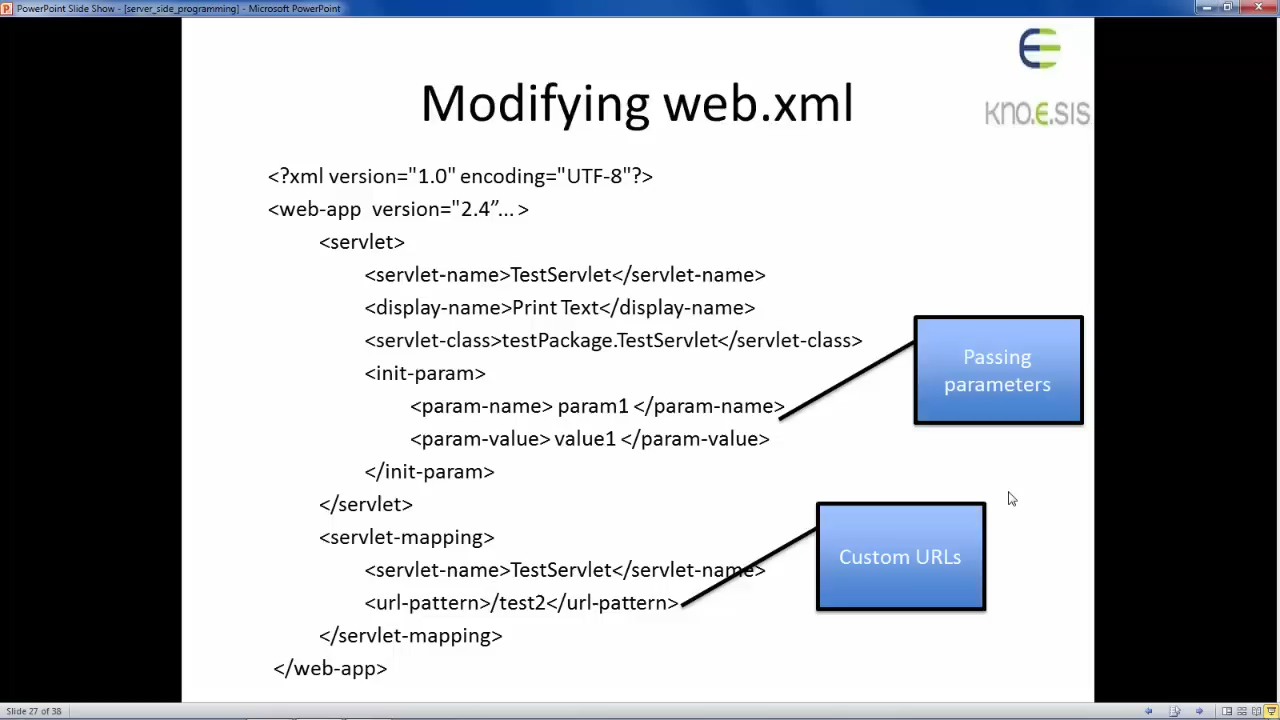 PowerPoint Slide Show - [server_side_programming] - Microsoft PowerPoint
kno.e.sis
Modifying web.xml
<?xml version="1.0" encoding="UTF-8"?>
<web-app version="2.4”... >
<servlet>
<servlet-name>TestServlet</servlet-name>
<display-name>Print Text</display-name>
<servlet-class>testPackage.TestServlet</servlet-class>
<init-param>
<param-name> param1 </param-name>
<param-value> value1 </param-value>
</init-param>
</servlet>
<servlet-mapping>
<servlet-name>TestServlet</servlet-name>
<url-pattern>/test2</url-pattern>
</servlet-mapping>
</web-app>
Passing
parameters
Custom URLs
Slide 27 of 38